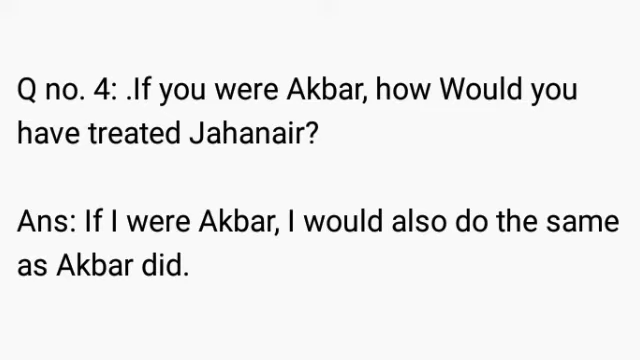 Q no. 4: .If you were Akbar, how Would you
have treated Jahanair?
Ans: If I were Akbar, I would also do the same
as Akbar did.